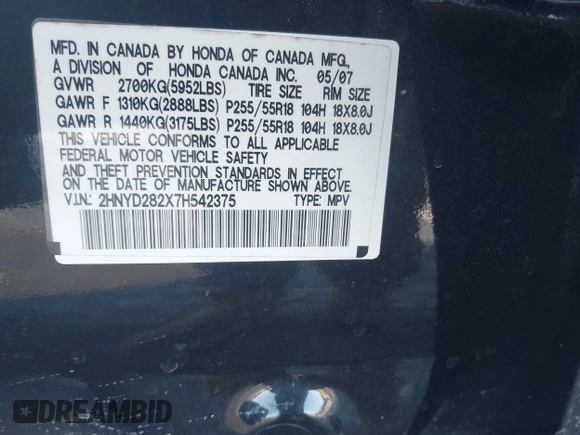 MFD. IN CANADA BY HONDA OF CANADA MFG.,
A DIVISION OF HONDA CANADA INC. 05/07
GVWR 2700KG(5952LBS) TIRE SIZE RIM SIZE
GAWR F 1310KG(2888LBS) P255/55R18 104H 18X8.0J
GAWR R 1440KG(3175LBS) P255/55R18 104H 18X8.0J
THIS VEHICLE CONFORMS TO ALL APPLICABLE
FEDERAL MOTOR VEHICLE SAFETY
AND THEFT PREVENTION STANDARDS IN EFFECT
ON THE DATE OF MANUFACTURE SHOWN ABOVE.
V.I.N.: 2HNYD282X7H542375 TYPE: MPV
DREAMBID